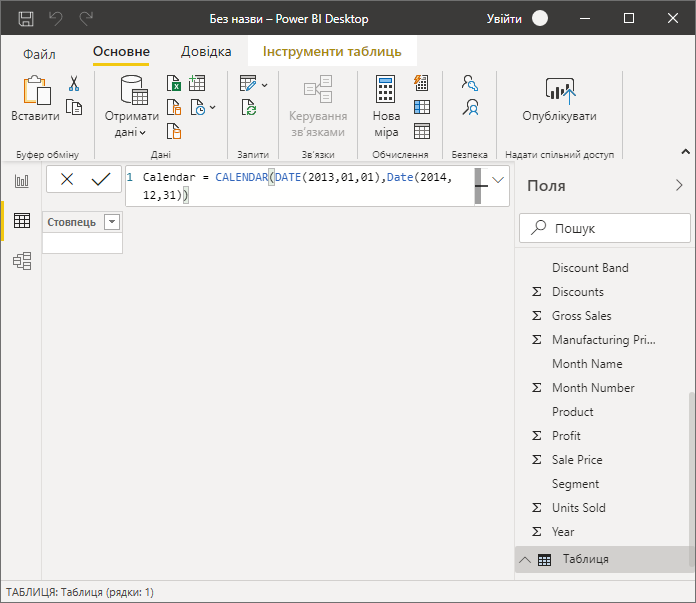 Без назви – Power BI Desktop
Увійти
Файл
Основне
Довідка
Інструменти таблиць
Вставити
Отримати дані
Керування зв’язками
Нова міра
Опублікувати
Буфер обміну
Дані
Запити
Зв'язки
Обчислення
Безпека
Надати спільний доступ
1 Calendar = CALENDAR(DATE(2013,01,01),Date(2014,
12,31))
Стовпець
Поля
Пошук
Discount Band
Discounts
Gross Sales
Manufacturing Pri...
Month Name
Month Number
Product
Profit
Sale Price
Segment
Units Sold
Year
Таблиця
ТАБЛИЦЯ: Таблиця (рядки: 1)